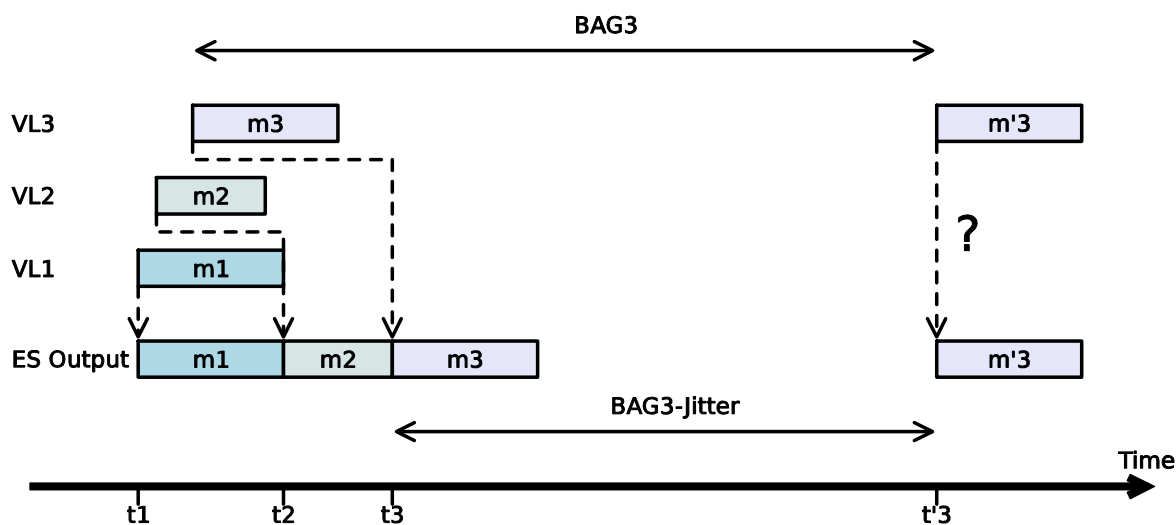 BAG3
VL3 m3 m'3
VL2 m2
?
VL1 m1
ES Output m1 m2 m3 m'3
BAG3-Jitter
Time
t1 t2 t3 t'3